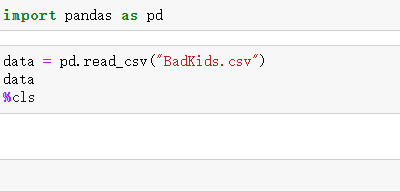 import pandas as pd
data = pd.read_csv("BadKids.csv")
data
%cls